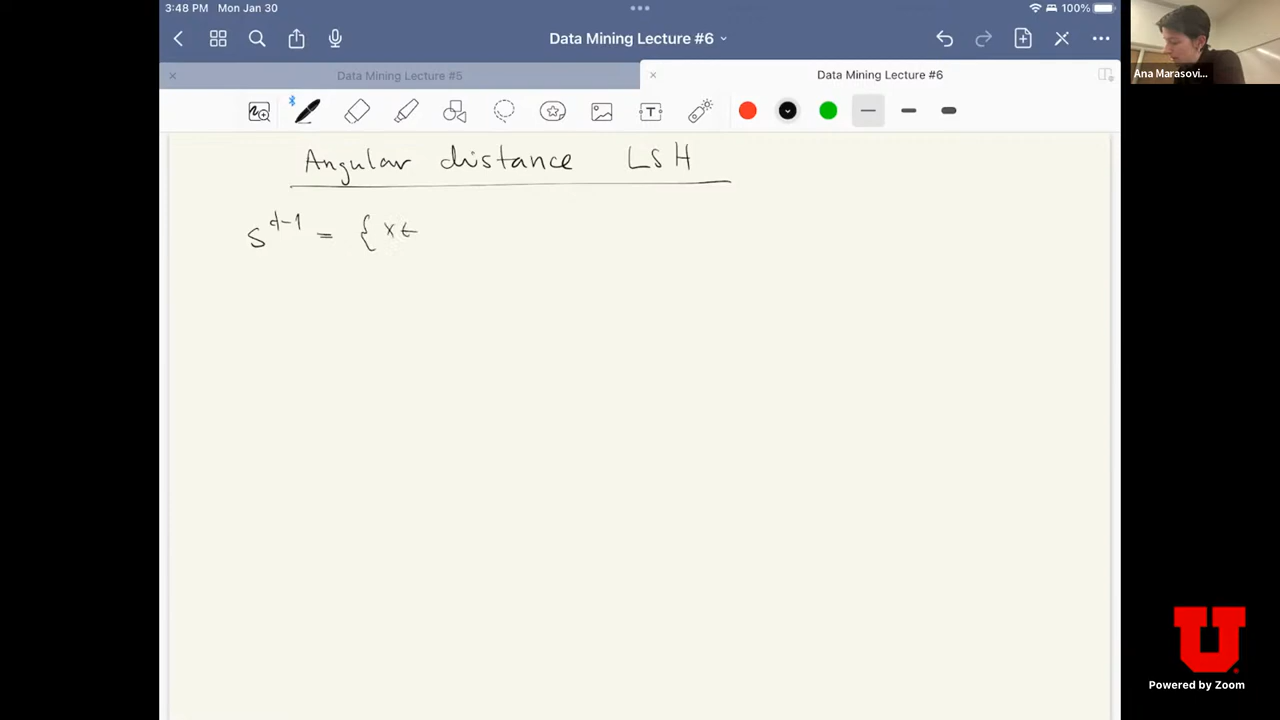 3:48 PM Mon Jan 30
100%
Data Mining Lecture #6
Data Mining Lecture #5
Data Mining Lecture #6
T
Angular distance LSH
S^{d-1} = { x ∈
Ana Marasovi...
U
Powered by Zoom